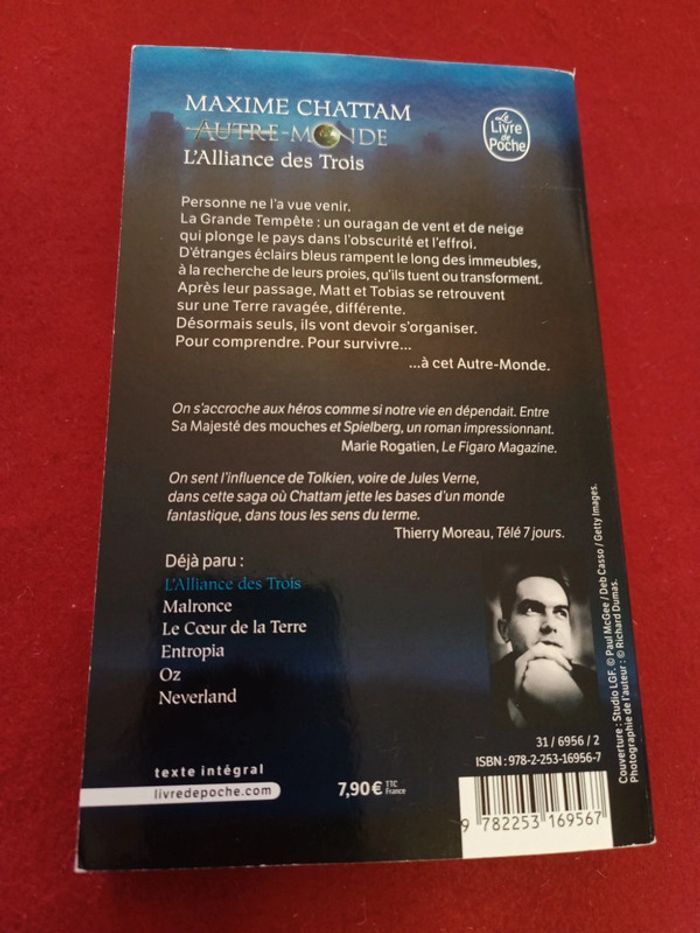 MAXIME CHATTAM
AUTRE-MONDE
L'Alliance des Trois
Le
Livre
de
Poche
Personne ne l'a vue venir.
La Grande Tempête : un ouragan de vent et de neige
qui plonge le pays dans l'obscurité et l'effroi.
D'étranges éclairs bleus rampent le long des immeubles,
à la recherche de leurs proies, qu'ils tuent ou transforment.
Après leur passage, Matt et Tobias se retrouvent
sur une Terre ravagée, différente.
Désormais seuls, ils vont devoir s'organiser.
Pour comprendre. Pour survivre...
...à cet Autre-Monde.
On s'accroche aux héros comme si notre vie en dépendait. Entre
Sa Majesté des mouches et Spielberg, un roman impressionnant.
Marie Rogatien, Le Figaro Magazine.
On sent l'influence de Tolkien, voire de Jules Verne,
dans cette saga où Chattam jette les bases d'un monde
fantastique, dans tous les sens du terme.
Thierry Moreau, Télé 7 jours.
Déjà paru :
L'Alliance des Trois
Malronce
Le Cœur de la Terre
Entropia
Oz
Neverland
Couverture : Studio LGF. © Paul McGee / Deb Casso / Getty Images.
Photographie de l'auteur : © Richard Dumas.
texte intégral
livredepoche.com
7,90 € TTC
France
31 / 6956 / 2
ISBN : 978-2-253-16956-7
9 782253 169567